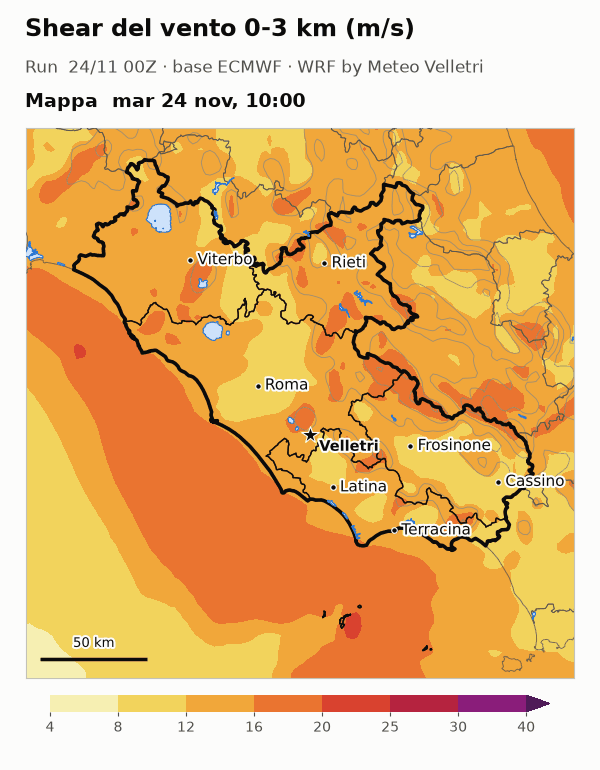 Shear del vento 0-3 km (m/s)
Run  24/11 00Z · base ECMWF · WRF by Meteo Velletri
Mappa  mar 24 nov, 10:00
Viterbo
Rieti
Roma
Velletri
Frosinone
Latina
Cassino
Terracina
50 km
4 8 12 16 20 25 30 40